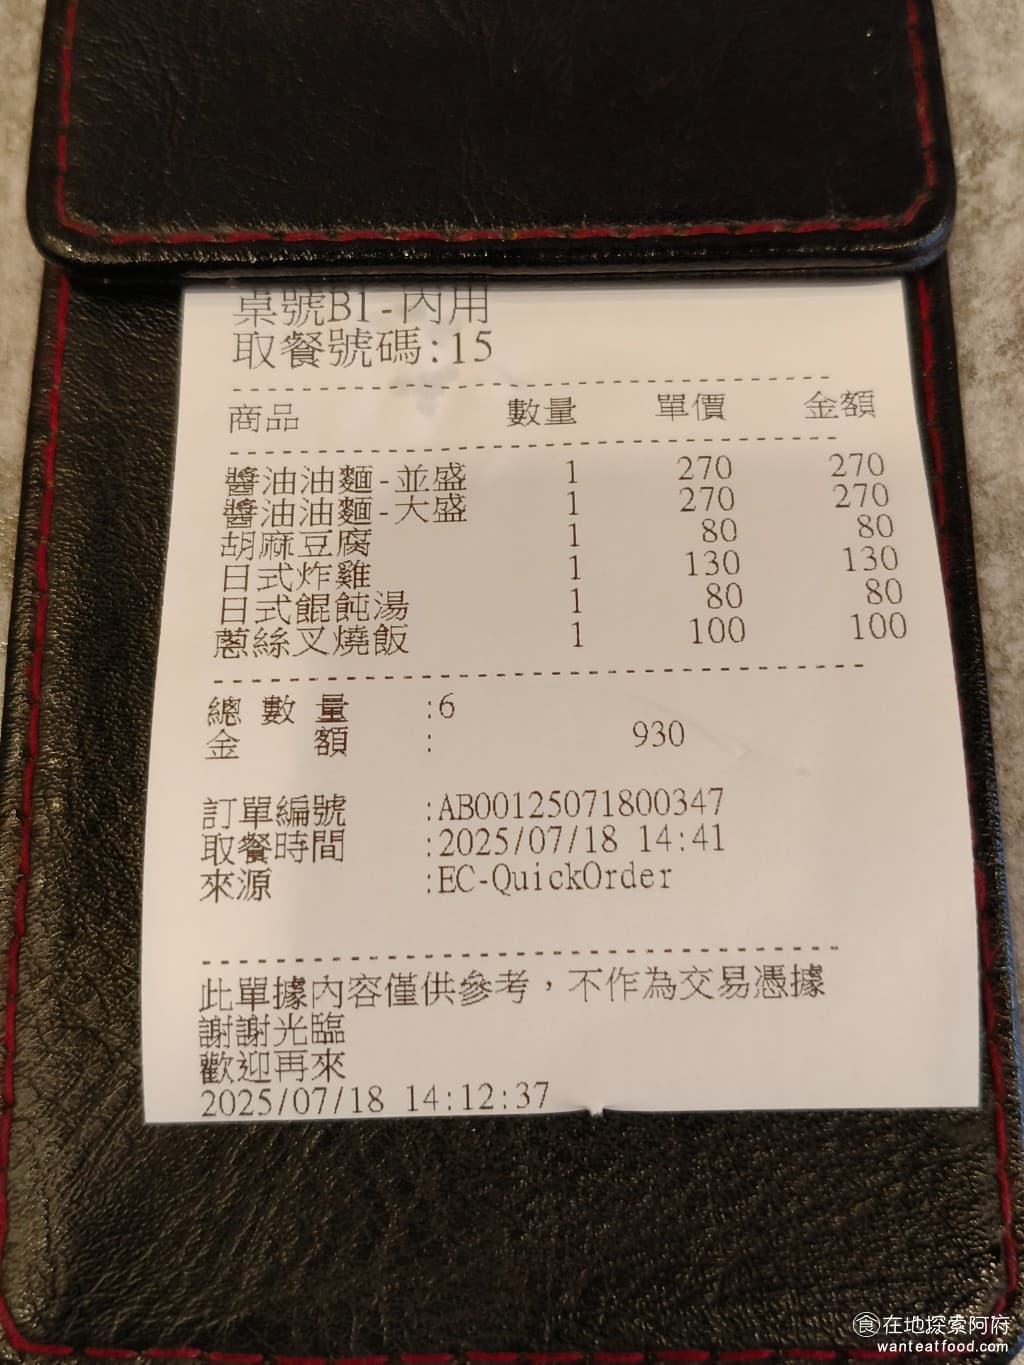 桌號B1-內用
取餐號碼:15
商品 數量 單價 金額
醬油油麵-並盛 1 270 270
醬油油麵-大盛 1 270 270
胡麻豆腐 1 80 80
日式炸雞 1 130 130
日式餛飩湯 1 80 80
蔥絲叉燒飯 1 100 100
總數量 :6
金額 : 930
訂單編號 :AB00125071800347
取餐時間 :2025/07/18 14:41
來源 :EC-QuickOrder
此單據內容僅供參考，不作為交易憑據
謝謝光臨
歡迎再來
2025/07/18 14:12:37
食在地探索阿府
wanteatfood.com